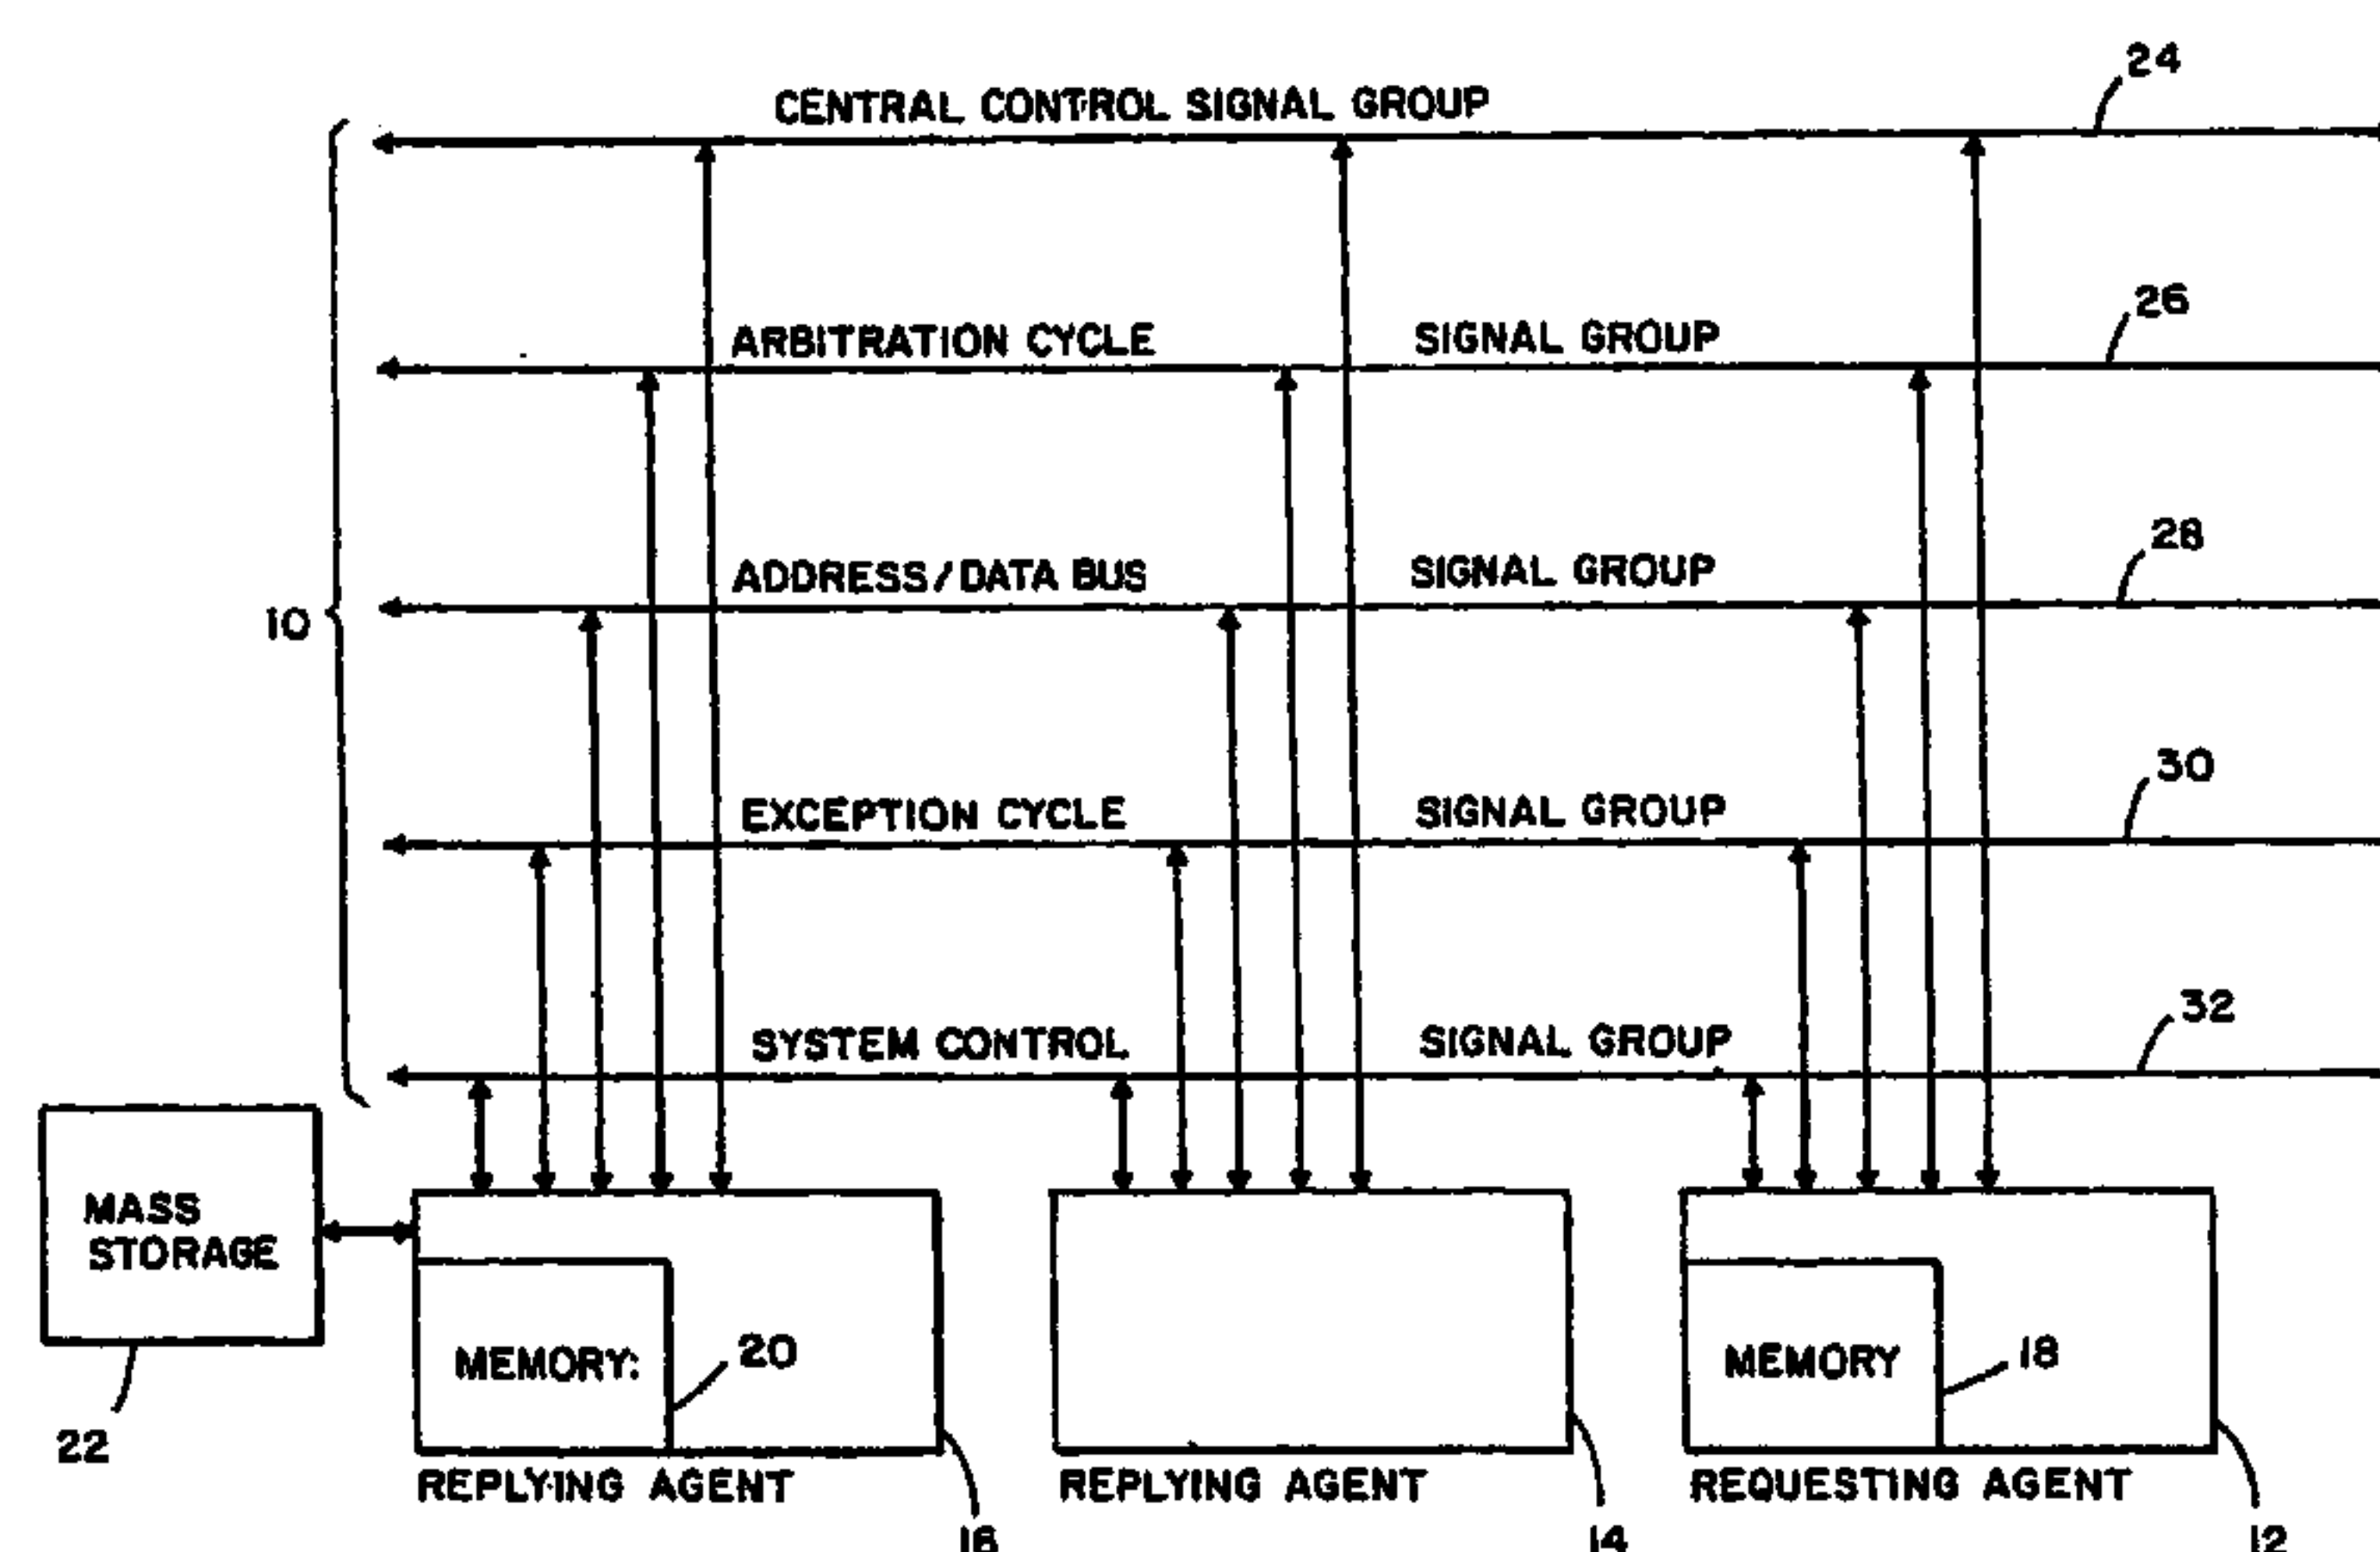 24
CENTRAL CONTROL SIGNAL GROUP
26
ARBITRATION CYCLE SIGNAL GROUP
28
ADDRESS/DATA BUS SIGNAL GROUP
10
30
EXCEPTION CYCLE SIGNAL GROUP
32
SYSTEM CONTROL SIGNAL GROUP
MASS
STORAGE
MEMORY:
20
MEMORY
18
22
REPLYING AGENT
REPLYING AGENT
REQUESTING AGENT
16
14
12